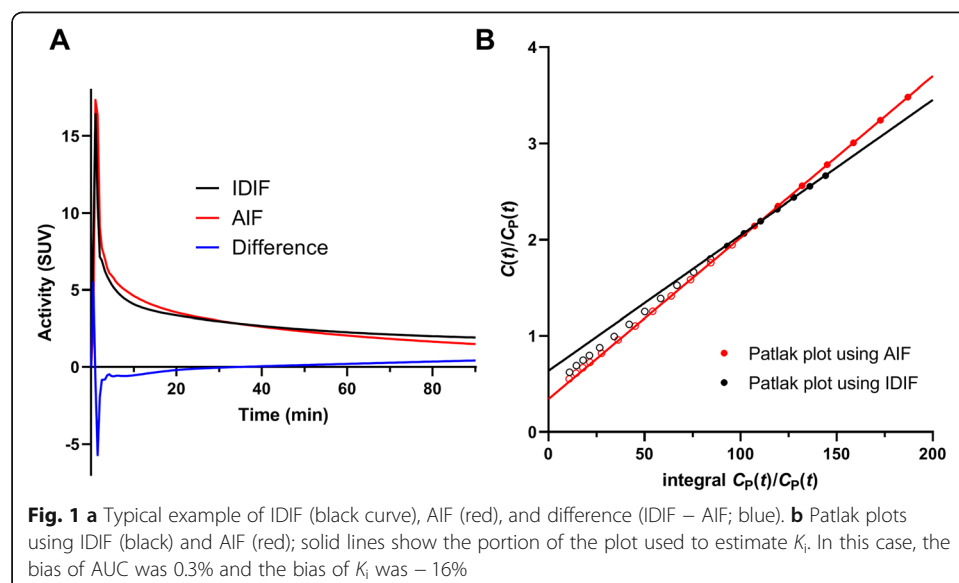 A
Activity (SUV)
15
10
5
0
-5
20
40
60
80
Time (min)
IDIF
AIF
Difference
B
C(t)/CP(t)
4
3
2
1
0
0
50
100
150
200
integral CP(t)/CP(t)
Patlak plot using AIF
Patlak plot using IDIF
Fig. 1 a Typical example of IDIF (black curve), AIF (red), and difference (IDIF − AIF; blue). b Patlak plots
using IDIF (black) and AIF (red); solid lines show the portion of the plot used to estimate Ki. In this case, the
bias of AUC was 0.3% and the bias of Ki was − 16%